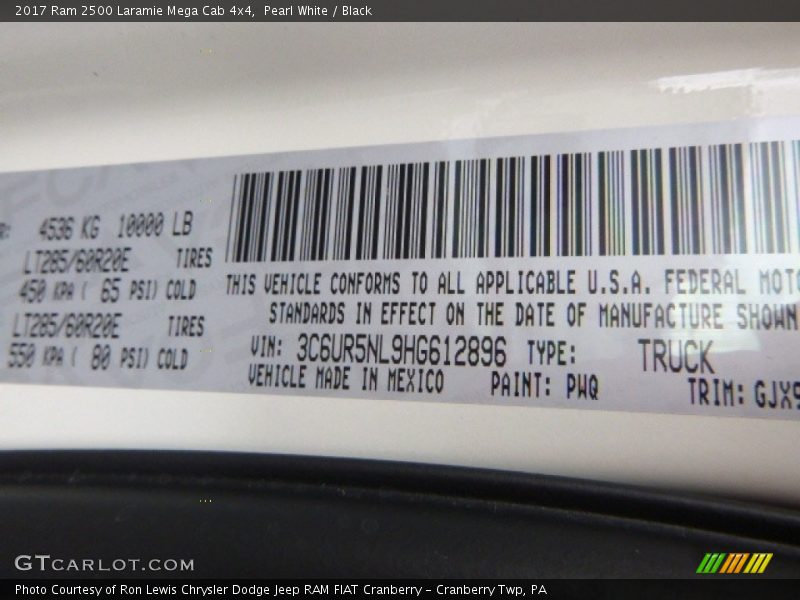 2017 Ram 2500 Laramie Mega Cab 4x4, Pearl White / Black
4536 KG 10000 LB
LT285/60R20E TIRES
450 KPA ( 65 PSI) COLD
LT285/60R20E TIRES
550 KPA ( 80 PSI) COLD
THIS VEHICLE CONFORMS TO ALL APPLICABLE U.S.A. FEDERAL MOTO
STANDARDS IN EFFECT ON THE DATE OF MANUFACTURE SHOWN
VIN: 3C6UR5NL9HG612896 TYPE: TRUCK
VEHICLE MADE IN MEXICO PAINT: PWQ TRIM: GJX9
GTCARLOT.COM
Photo Courtesy of Ron Lewis Chrysler Dodge Jeep RAM FIAT Cranberry - Cranberry Twp, PA